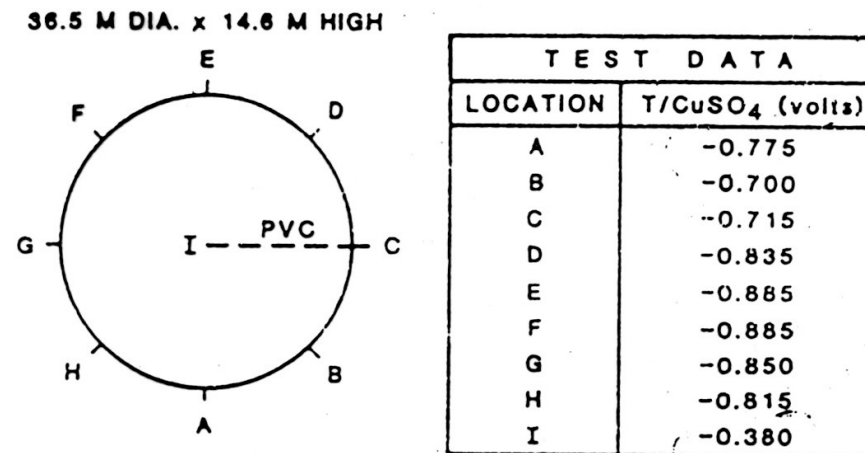 36.5 M DIA. x 14.6 M HIGH
E
F
D
G
I
PVC
C
H
B
A
TEST DATA
LOCATION T/CuSO4 (volts)
A -0.775
B -0.700
C -0.715
D -0.835
E -0.885
F -0.885
G -0.850
H -0.815
I -0.380